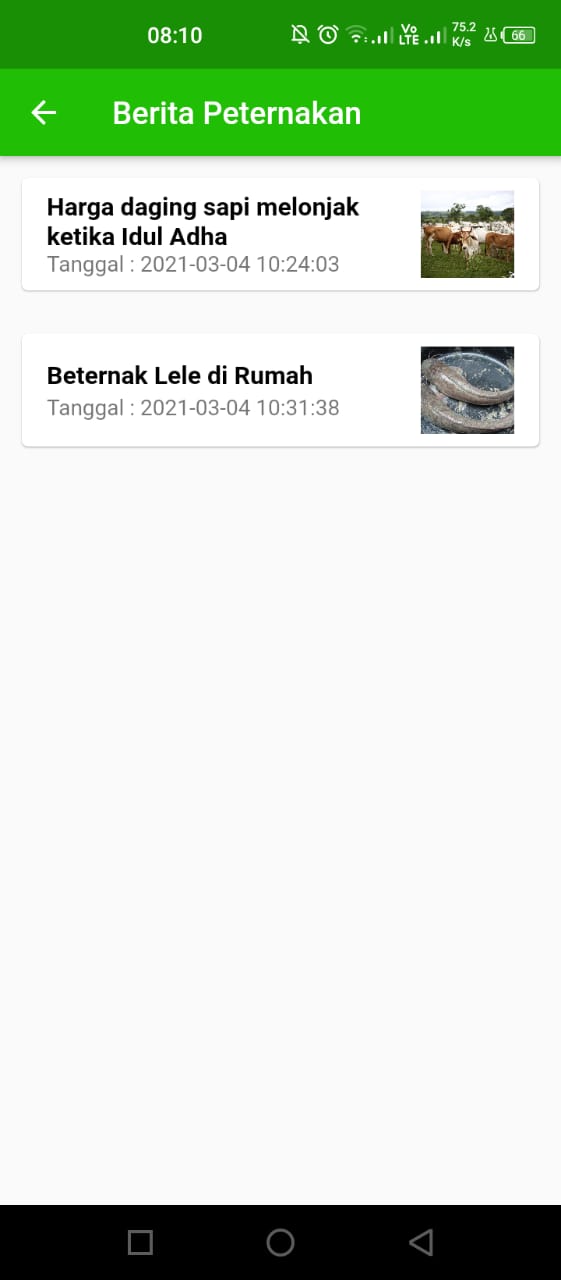 08:10
Vo
LTE
75.2
K/s
66
Berita Peternakan
Harga daging sapi melonjak
ketika Idul Adha
Tanggal : 2021-03-04 10:24:03
Beternak Lele di Rumah
Tanggal : 2021-03-04 10:31:38